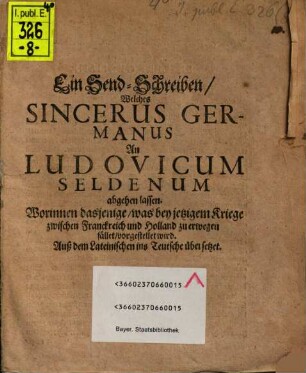 I. publ. E.
326
-8-
Ein Send-Schreiben/
Welches
SINCERUS GER-
MANUS
An
LUDOVICUM
SELDENUM
abgehen lassen.
Worinnen dasjenige/was bey jetzigem Kriege
zwischen Franckreich und Holland zu erwegen
fället/vorgestellet wird.
Auß dem Lateinischen ins Teutsche übersetzet.
<36602370660015
<36602370660015
Bayer. Staatsbibliothek